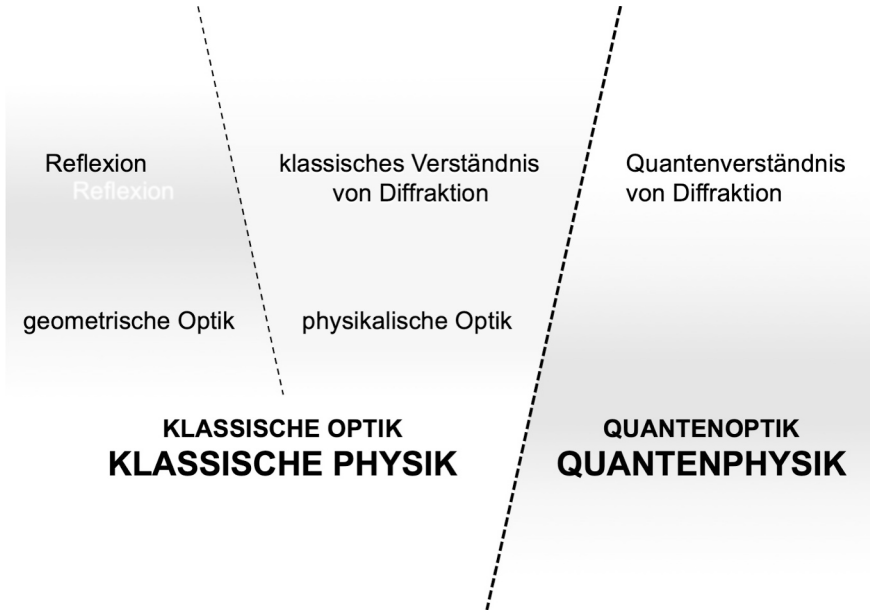 Reflexion
Reflexion
klassisches Verständnis
von Diffraktion
Quantenverständnis
von Diffraktion
geometrische Optik
physikalische Optik
KLASSISCHE OPTIK
KLASSISCHE PHYSIK
QUANTENOPTIK
QUANTENPHYSIK